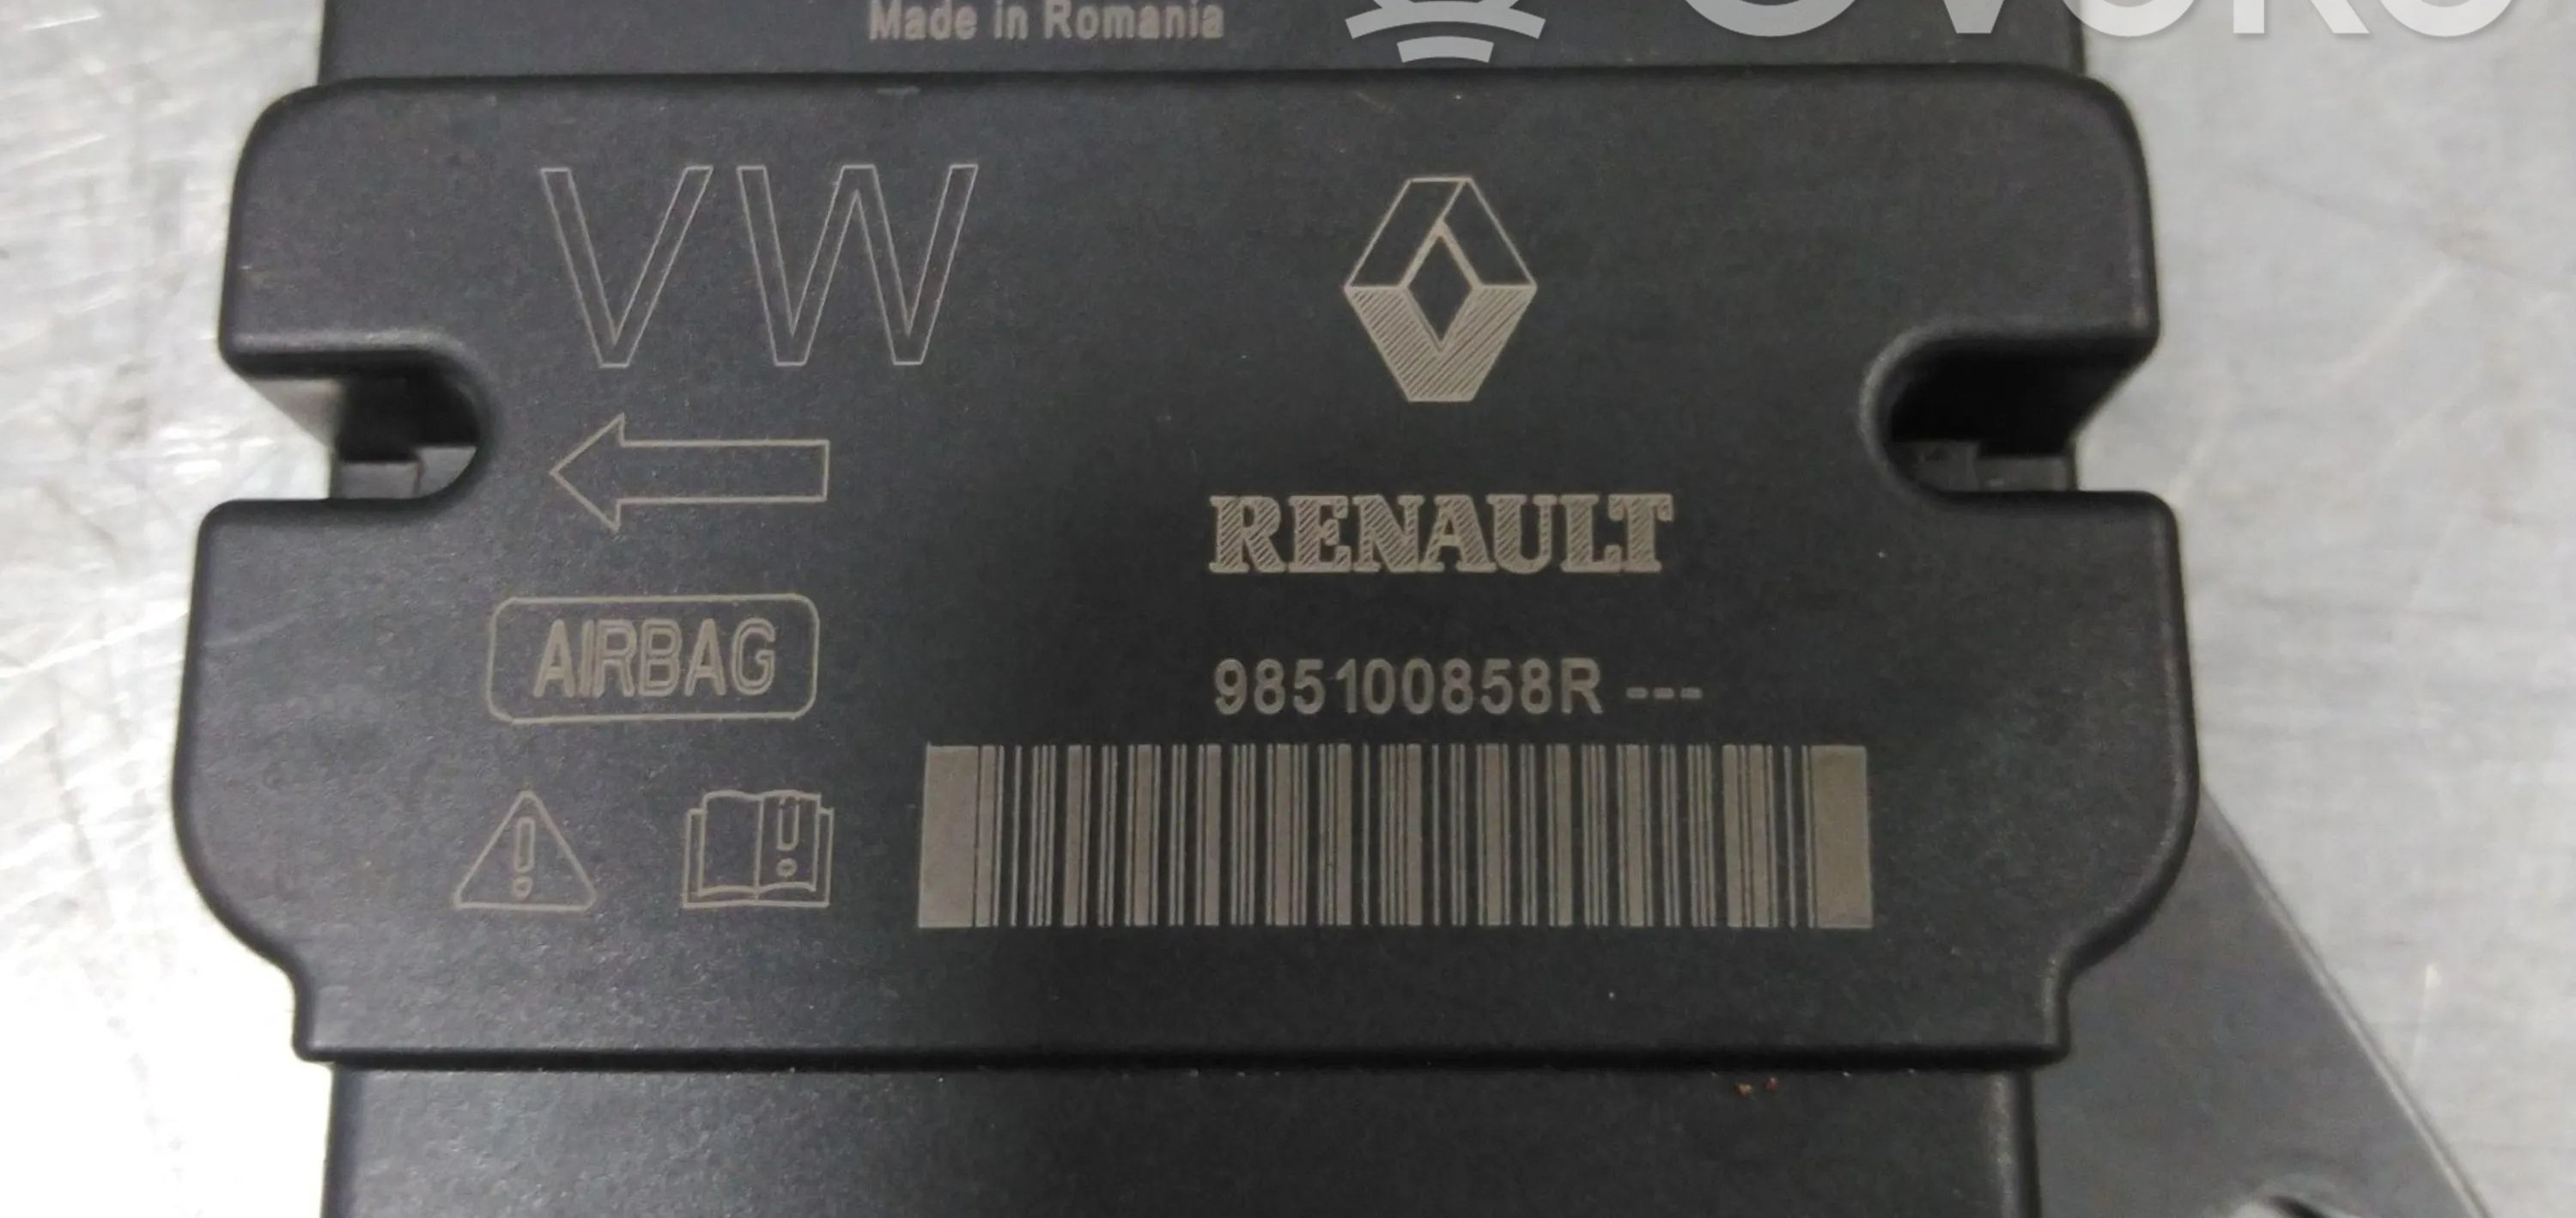 Made in Romania
VW
RENAULT
AIRBAG
985100858R ---